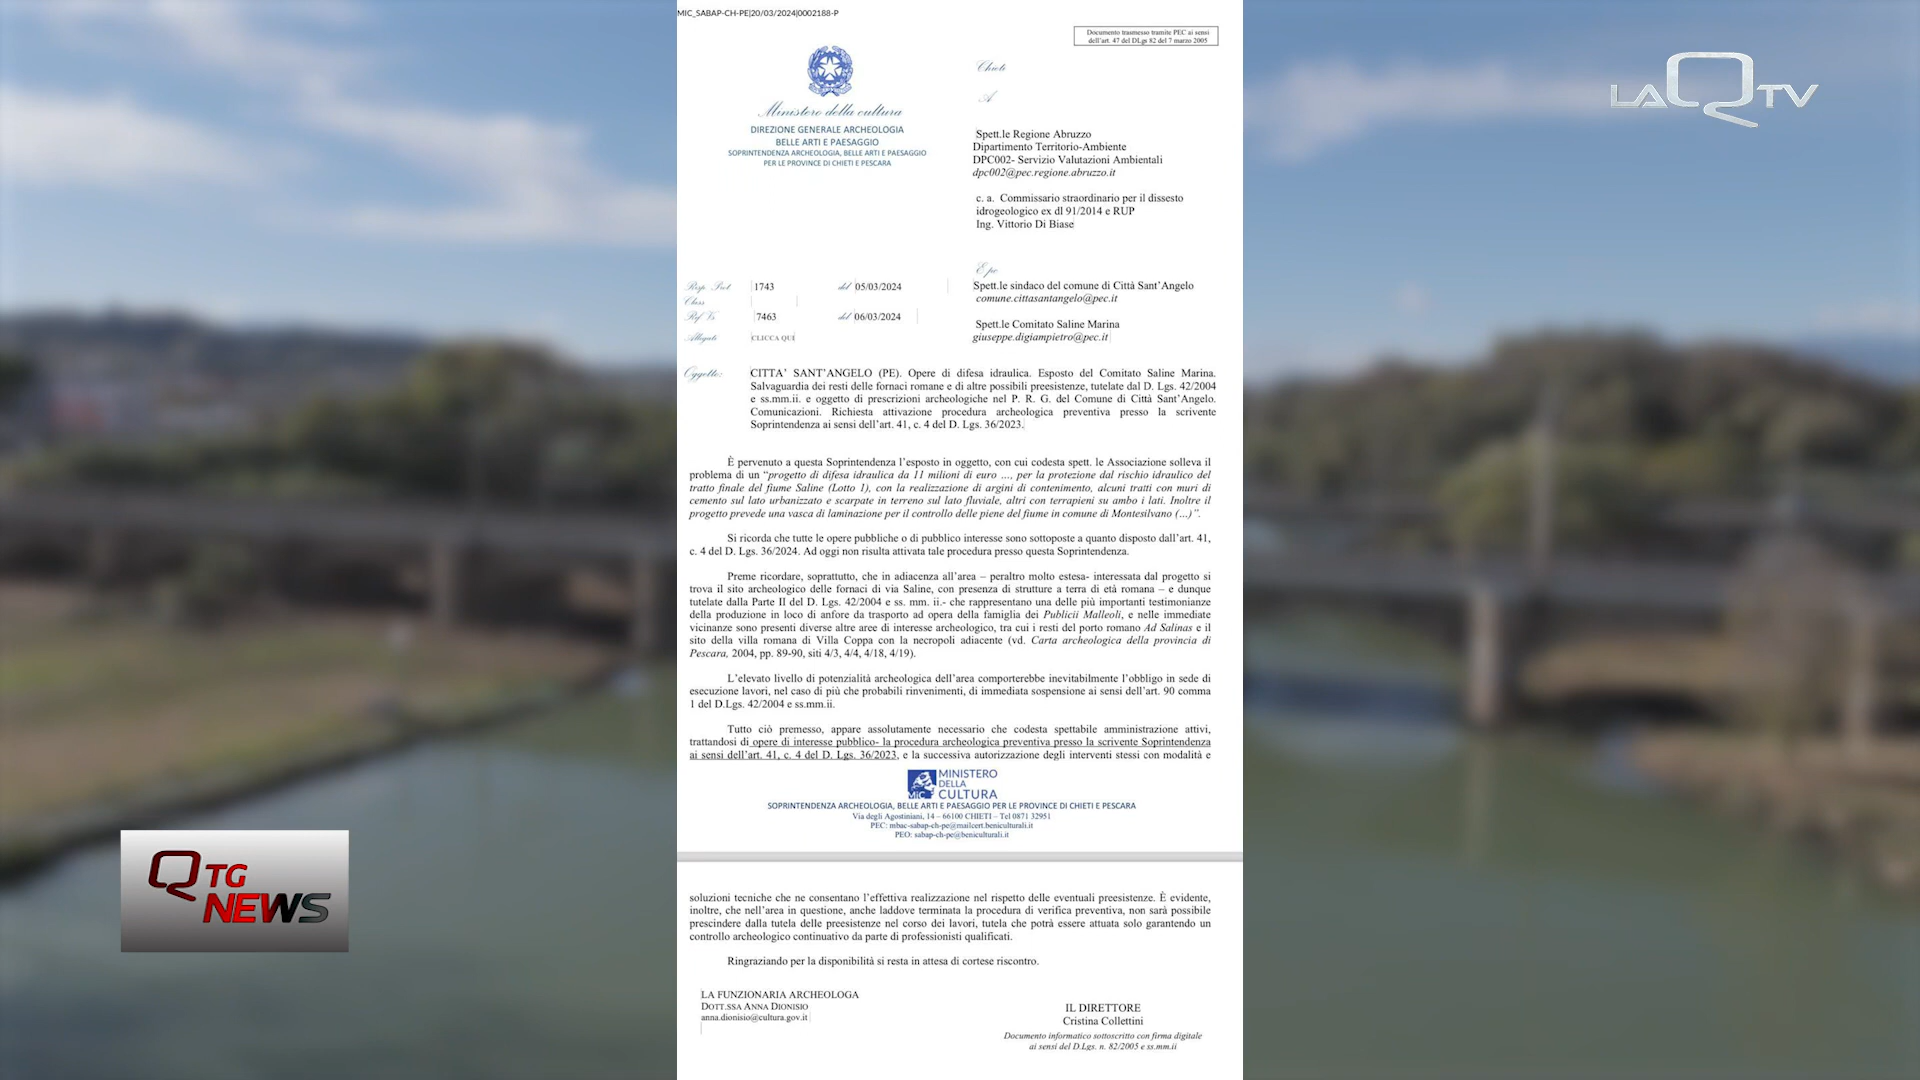 MIC_SABAP-CH-PE|20/03/2024|0002188-P
Documento trasmesso tramite PEC ai sensi
dell'art. 47 del DLgs 82 del 7 marzo 2005
Ministero della cultura
DIREZIONE GENERALE ARCHEOLOGIA
BELLE ARTI E PAESAGGIO
SOPRINTENDENZA ARCHEOLOGIA, BELLE ARTI E PAESAGGIO
PER LE PROVINCE DI CHIETI E PESCARA
Chieti
A
Spett.le Regione Abruzzo
Dipartimento Territorio-Ambiente
DPC002- Servizio Valutazioni Ambientali
dpc002@pec.regione.abruzzo.it
c. a. Commissario straordinario per il dissesto
idrogeologico ex dl 91/2014 e RUP
Ing. Vittorio Di Biase
E pc
Spett.le sindaco del comune di Città Sant'Angelo
comune.cittasantangelo@pec.it
Spett.le Comitato Saline Marina
giuseppe.digiampietro@pec.it
Risp. Prot 1743 del 05/03/2024
Class
Rif Vs 7463 del 06/03/2024
Allegati CLICCA QUI
Oggetto: CITTA' SANT'ANGELO (PE). Opere di difesa idraulica. Esposto del Comitato Saline Marina.
Salvaguardia dei resti delle fornaci romane e di altre possibili preesistenze, tutelate dal D. Lgs. 42/2004
e ss.mm.ii. e oggetto di prescrizioni archeologiche nel P. R. G. del Comune di Città Sant'Angelo.
Comunicazioni. Richiesta attivazione procedura archeologica preventiva presso la scrivente
Soprintendenza ai sensi dell'art. 41, c. 4 del D. Lgs. 36/2023.
È pervenuto a questa Soprintendenza l'esposto in oggetto, con cui codesta spett. le Associazione solleva il
problema di un "progetto di difesa idraulica da 11 milioni di euro …, per la protezione dal rischio idraulico del
tratto finale del fiume Saline (Lotto 1), con la realizzazione di argini di contenimento, alcuni tratti con muri di
cemento sul lato urbanizzato e scarpate in terreno sul lato fluviale, altri con terrapieni su ambo i lati. Inoltre il
progetto prevede una vasca di laminazione per il controllo delle piene del fiume in comune di Montesilvano (…)".
Si ricorda che tutte le opere pubbliche o di pubblico interesse sono sottoposte a quanto disposto dall'art. 41,
c. 4 del D. Lgs. 36/2024. Ad oggi non risulta attivata tale procedura presso questa Soprintendenza.
Preme ricordare, soprattutto, che in adiacenza all'area – peraltro molto estesa- interessata dal progetto si
trova il sito archeologico delle fornaci di via Saline, con presenza di strutture a terra di età romana – e dunque
tutelate dalla Parte II del D. Lgs. 42/2004 e ss. mm. ii.- che rappresentano una delle più importanti testimonianze
della produzione in loco di anfore da trasporto ad opera della famiglia dei Publicii Malleoli, e nelle immediate
vicinanze sono presenti diverse altre aree di interesse archeologico, tra cui i resti del porto romano Ad Salinas e il
sito della villa romana di Villa Coppa con la necropoli adiacente (vd. Carta archeologica della provincia di
Pescara, 2004, pp. 89-90, siti 4/3, 4/4, 4/18, 4/19).
L'elevato livello di potenzialità archeologica dell'area comporterebbe inevitabilmente l'obbligo in sede di
esecuzione lavori, nel caso di più che probabili rinvenimenti, di immediata sospensione ai sensi dell'art. 90 comma
1 del D.Lgs. 42/2004 e ss.mm.ii.
Tutto ciò premesso, appare assolutamente necessario che codesta spettabile amministrazione attivi,
trattandosi di opere di interesse pubblico- la procedura archeologica preventiva presso la scrivente Soprintendenza
ai sensi dell'art. 41, c. 4 del D. Lgs. 36/2023, e la successiva autorizzazione degli interventi stessi con modalità e
MIC MINISTERO
DELLA
CULTURA
SOPRINTENDENZA ARCHEOLOGIA, BELLE ARTI E PAESAGGIO PER LE PROVINCE DI CHIETI E PESCARA
Via degli Agostiniani, 14 – 66100 CHIETI – Tel 0871 32951
PEC: mbac-sabap-ch-pe@mailcert.beniculturali.it
PEO: sabap-ch-pe@beniculturali.it
soluzioni tecniche che ne consentano l'effettiva realizzazione nel rispetto delle eventuali preesistenze. È evidente,
inoltre, che nell'area in questione, anche laddove terminata la procedura di verifica preventiva, non sarà possibile
prescindere dalla tutela delle preesistenze nel corso dei lavori, tutela che potrà essere attuata solo garantendo un
controllo archeologico continuativo da parte di professionisti qualificati.
Ringraziando per la disponibilità si resta in attesa di cortese riscontro.
LA FUNZIONARIA ARCHEOLOGA
DOTT.SSA ANNA DIONISIO
anna.dionisio@cultura.gov.it
IL DIRETTORE
Cristina Collettini
Documento informatico sottoscritto con firma digitale
ai sensi del D.Lgs. n. 82/2005 e ss.mm.ii
LAQTV
Q TG
NEWS